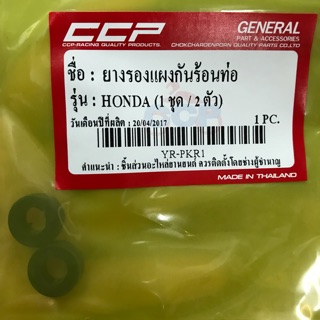 CCP
GENERAL
CCP-RACING QUALITY PRODUCTS.
PART & ACCESSORIES
CHOKCHAROENPORN QUALITY PART CO.,LTD
ชื่อ : ยางรองแผงกันร้อนท่อ
รุ่น : HONDA (1 ชุด / 2 ตัว)
วันเดือนปีที่ผลิต : 20/04/2017
1 PC.
YR-PKR1
คำแนะนำ : ชิ้นส่วนอะไหล่ยานยนต์ ควรติดตั้งโดยช่างผู้ชำนาญ
MADE IN THAILAND